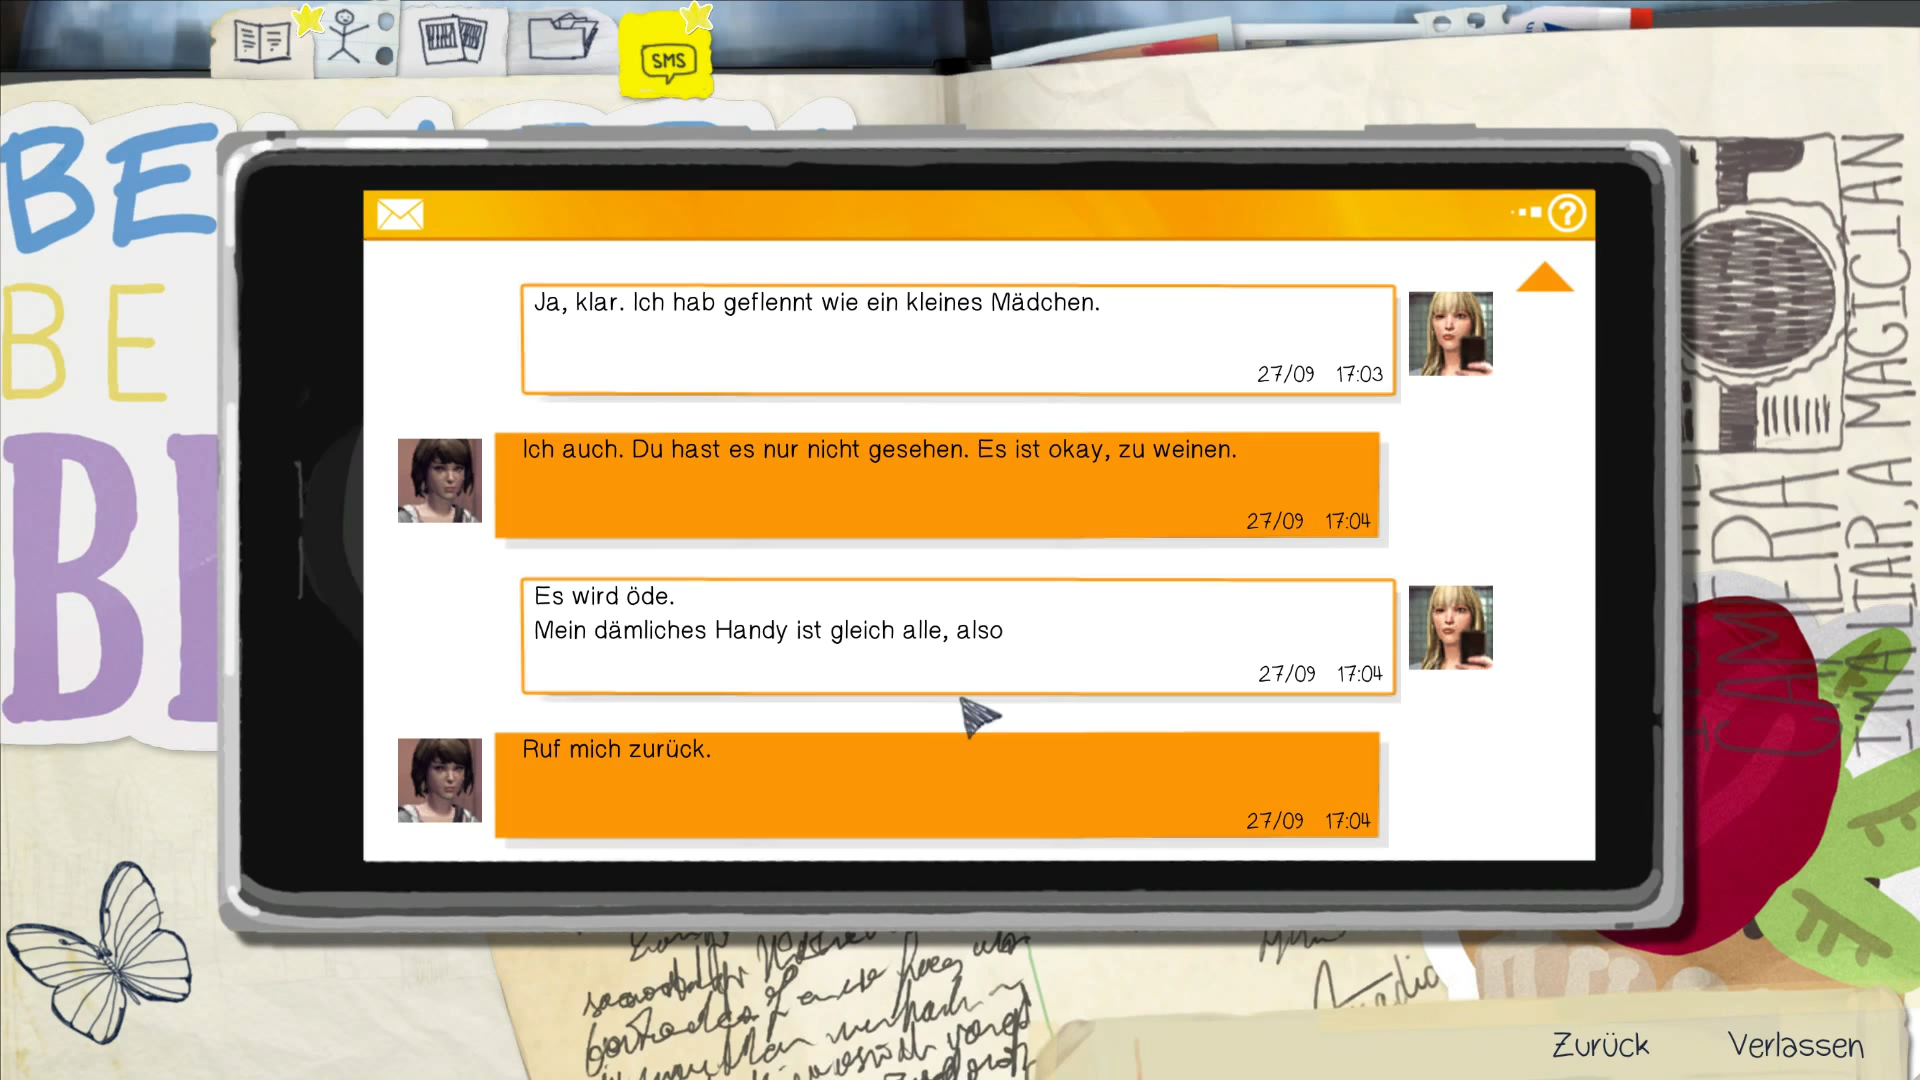 SMS
BE
BE
Ja, klar. Ich hab geflennt wie ein kleines Mädchen.
27/09 17:03
Ich auch. Du hast es nur nicht gesehen. Es ist okay, zu weinen.
27/09 17:04
Es wird öde.
Mein dämliches Handy ist gleich alle, also
27/09 17:04
Ruf mich zurück.
27/09 17:04
CAMERA
I'M A LIAR, A MAGICIAN
Zurück
Verlassen